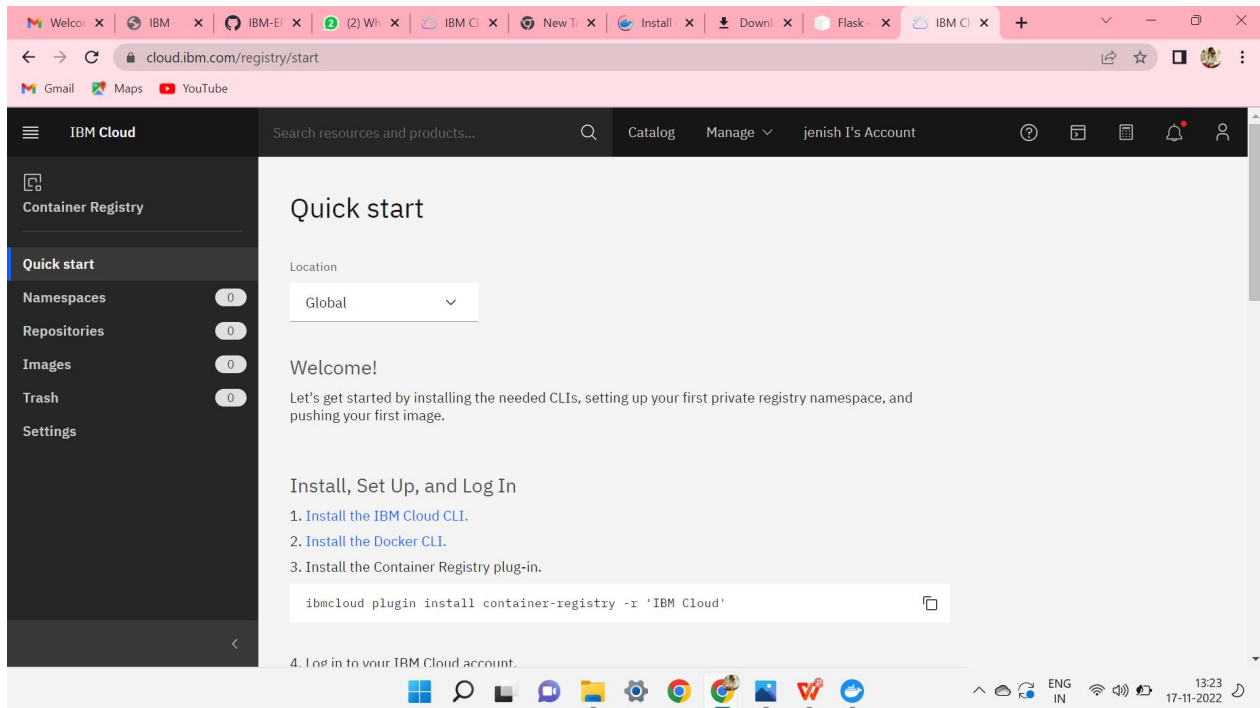 Welcor
IBM
IBM-EF
(2) Wh
IBM Cl
New Ta
Install
Downl
Flask -
IBM Cl
cloud.ibm.com/registry/start
Gmail
Maps
YouTube
IBM Cloud
Search resources and products...
Catalog
Manage
jenish I's Account
Container Registry
Quick start
Namespaces 0
Repositories 0
Images 0
Trash 0
Settings
Quick start
Location
Global
Welcome!
Let's get started by installing the needed CLIs, setting up your first private registry namespace, and
pushing your first image.
Install, Set Up, and Log In
1. Install the IBM Cloud CLI.
2. Install the Docker CLI.
3. Install the Container Registry plug-in.
ibmcloud plugin install container-registry -r 'IBM Cloud'
4. Log in to your IBM Cloud account.
ENG
IN
13:23
17-11-2022